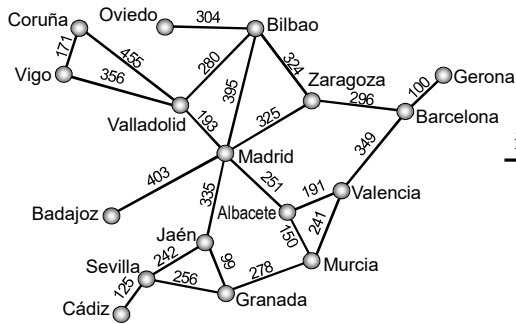 Coruña
Oviedo
304
Bilbao
171
455
Vigo
356
280
324
395
Zaragoza
Gerona
100
296
Valladolid
193
325
Barcelona
Madrid
349
403
251
191
Valencia
Badajoz
335
Albacete
241
150
Jaén
242
99
278
Murcia
Sevilla
256
125
Granada
Cádiz